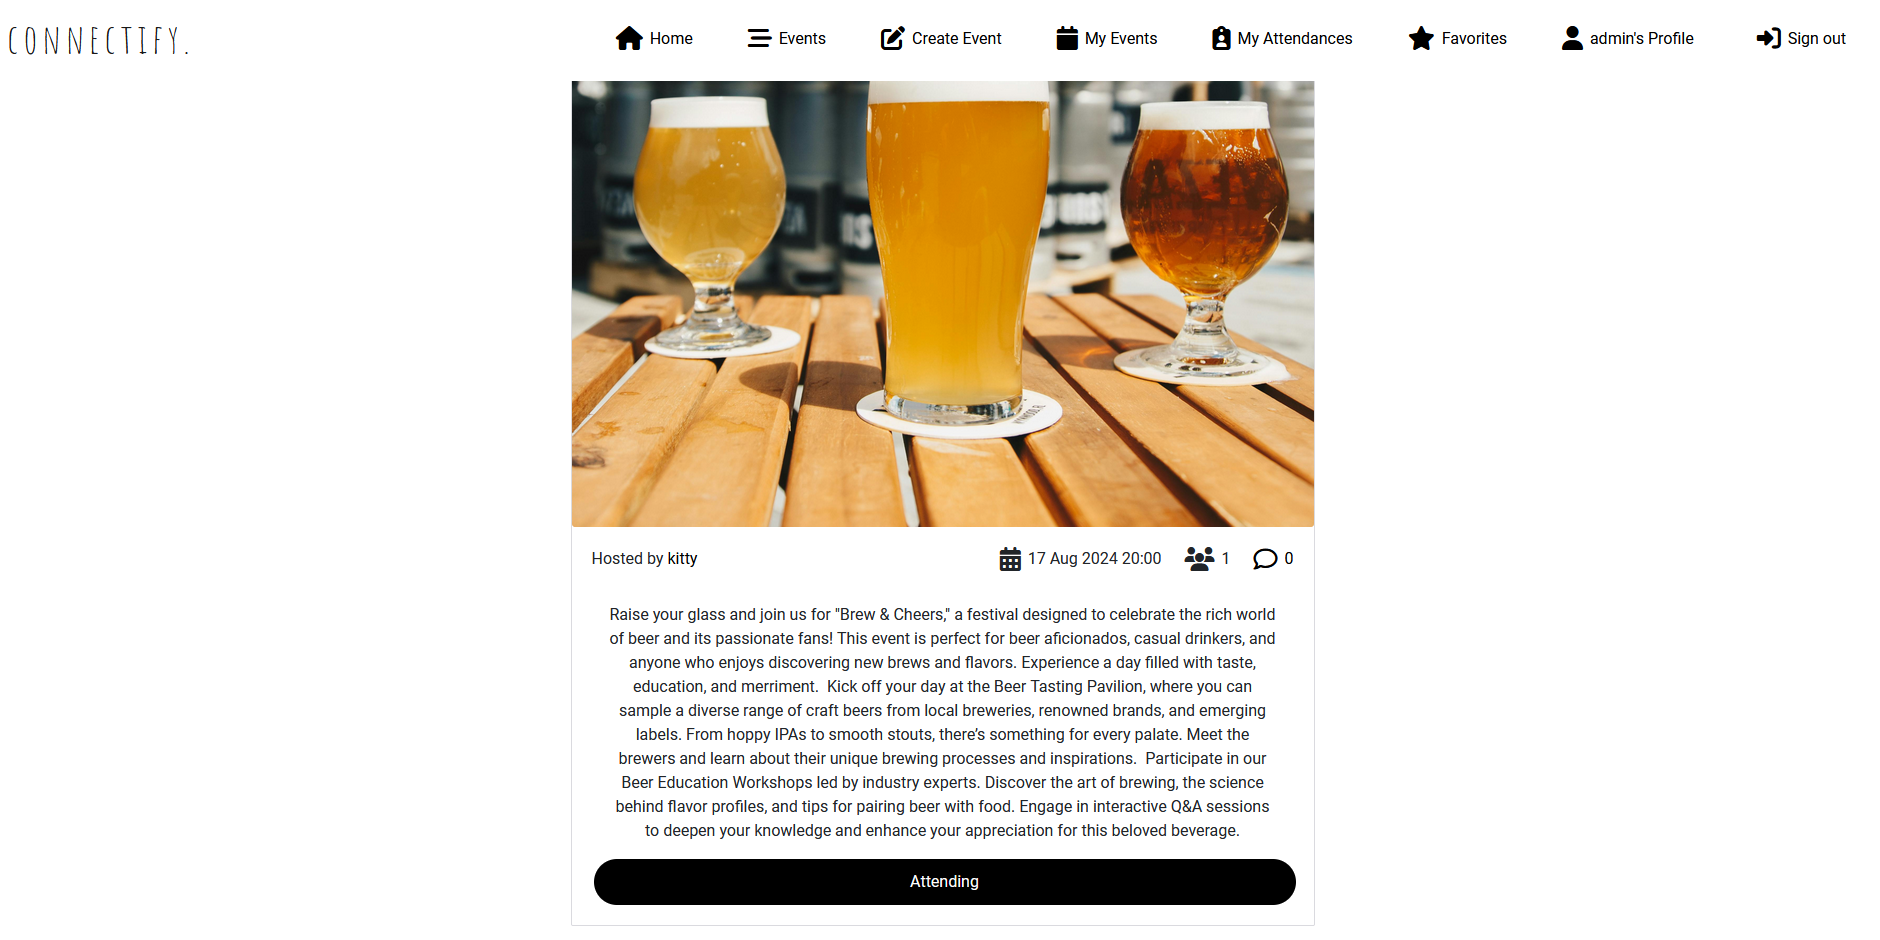 CONNECTIFY.
Home
Events
Create Event
My Events
My Attendances
Favorites
admin's Profile
Sign out
Hosted by kitty
17 Aug 2024 20:00
1
0
Raise your glass and join us for "Brew & Cheers," a festival designed to celebrate the rich world
of beer and its passionate fans! This event is perfect for beer aficionados, casual drinkers, and
anyone who enjoys discovering new brews and flavors. Experience a day filled with taste,
education, and merriment.  Kick off your day at the Beer Tasting Pavilion, where you can
sample a diverse range of craft beers from local breweries, renowned brands, and emerging
labels. From hoppy IPAs to smooth stouts, there’s something for every palate. Meet the
brewers and learn about their unique brewing processes and inspirations.  Participate in our
Beer Education Workshops led by industry experts. Discover the art of brewing, the science
behind flavor profiles, and tips for pairing beer with food. Engage in interactive Q&A sessions
to deepen your knowledge and enhance your appreciation for this beloved beverage.
Attending